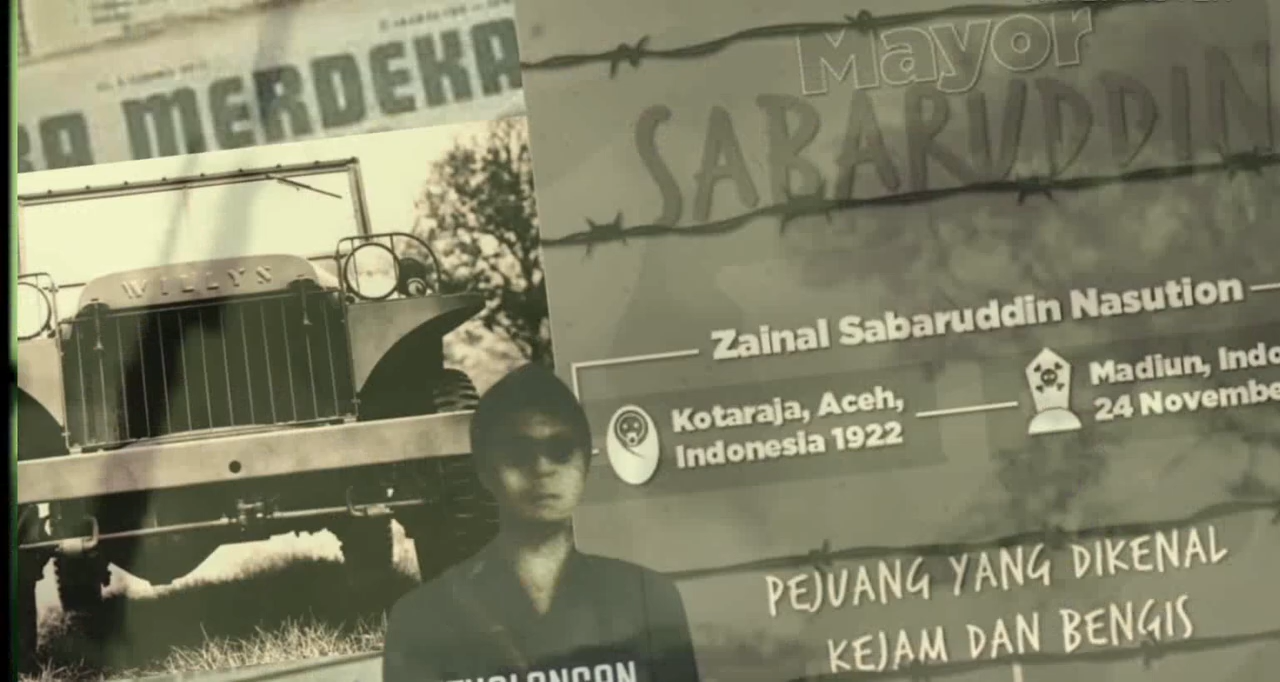 MERDEKA
WILLYS
Mayor
SABARUDDIN
Zainal Sabaruddin Nasution
Kotaraja, Aceh,
Indonesia 1922
Madiun, Indo
24 Novembe
PEJUANG YANG DIKENAL
KEJAM DAN BENGIS